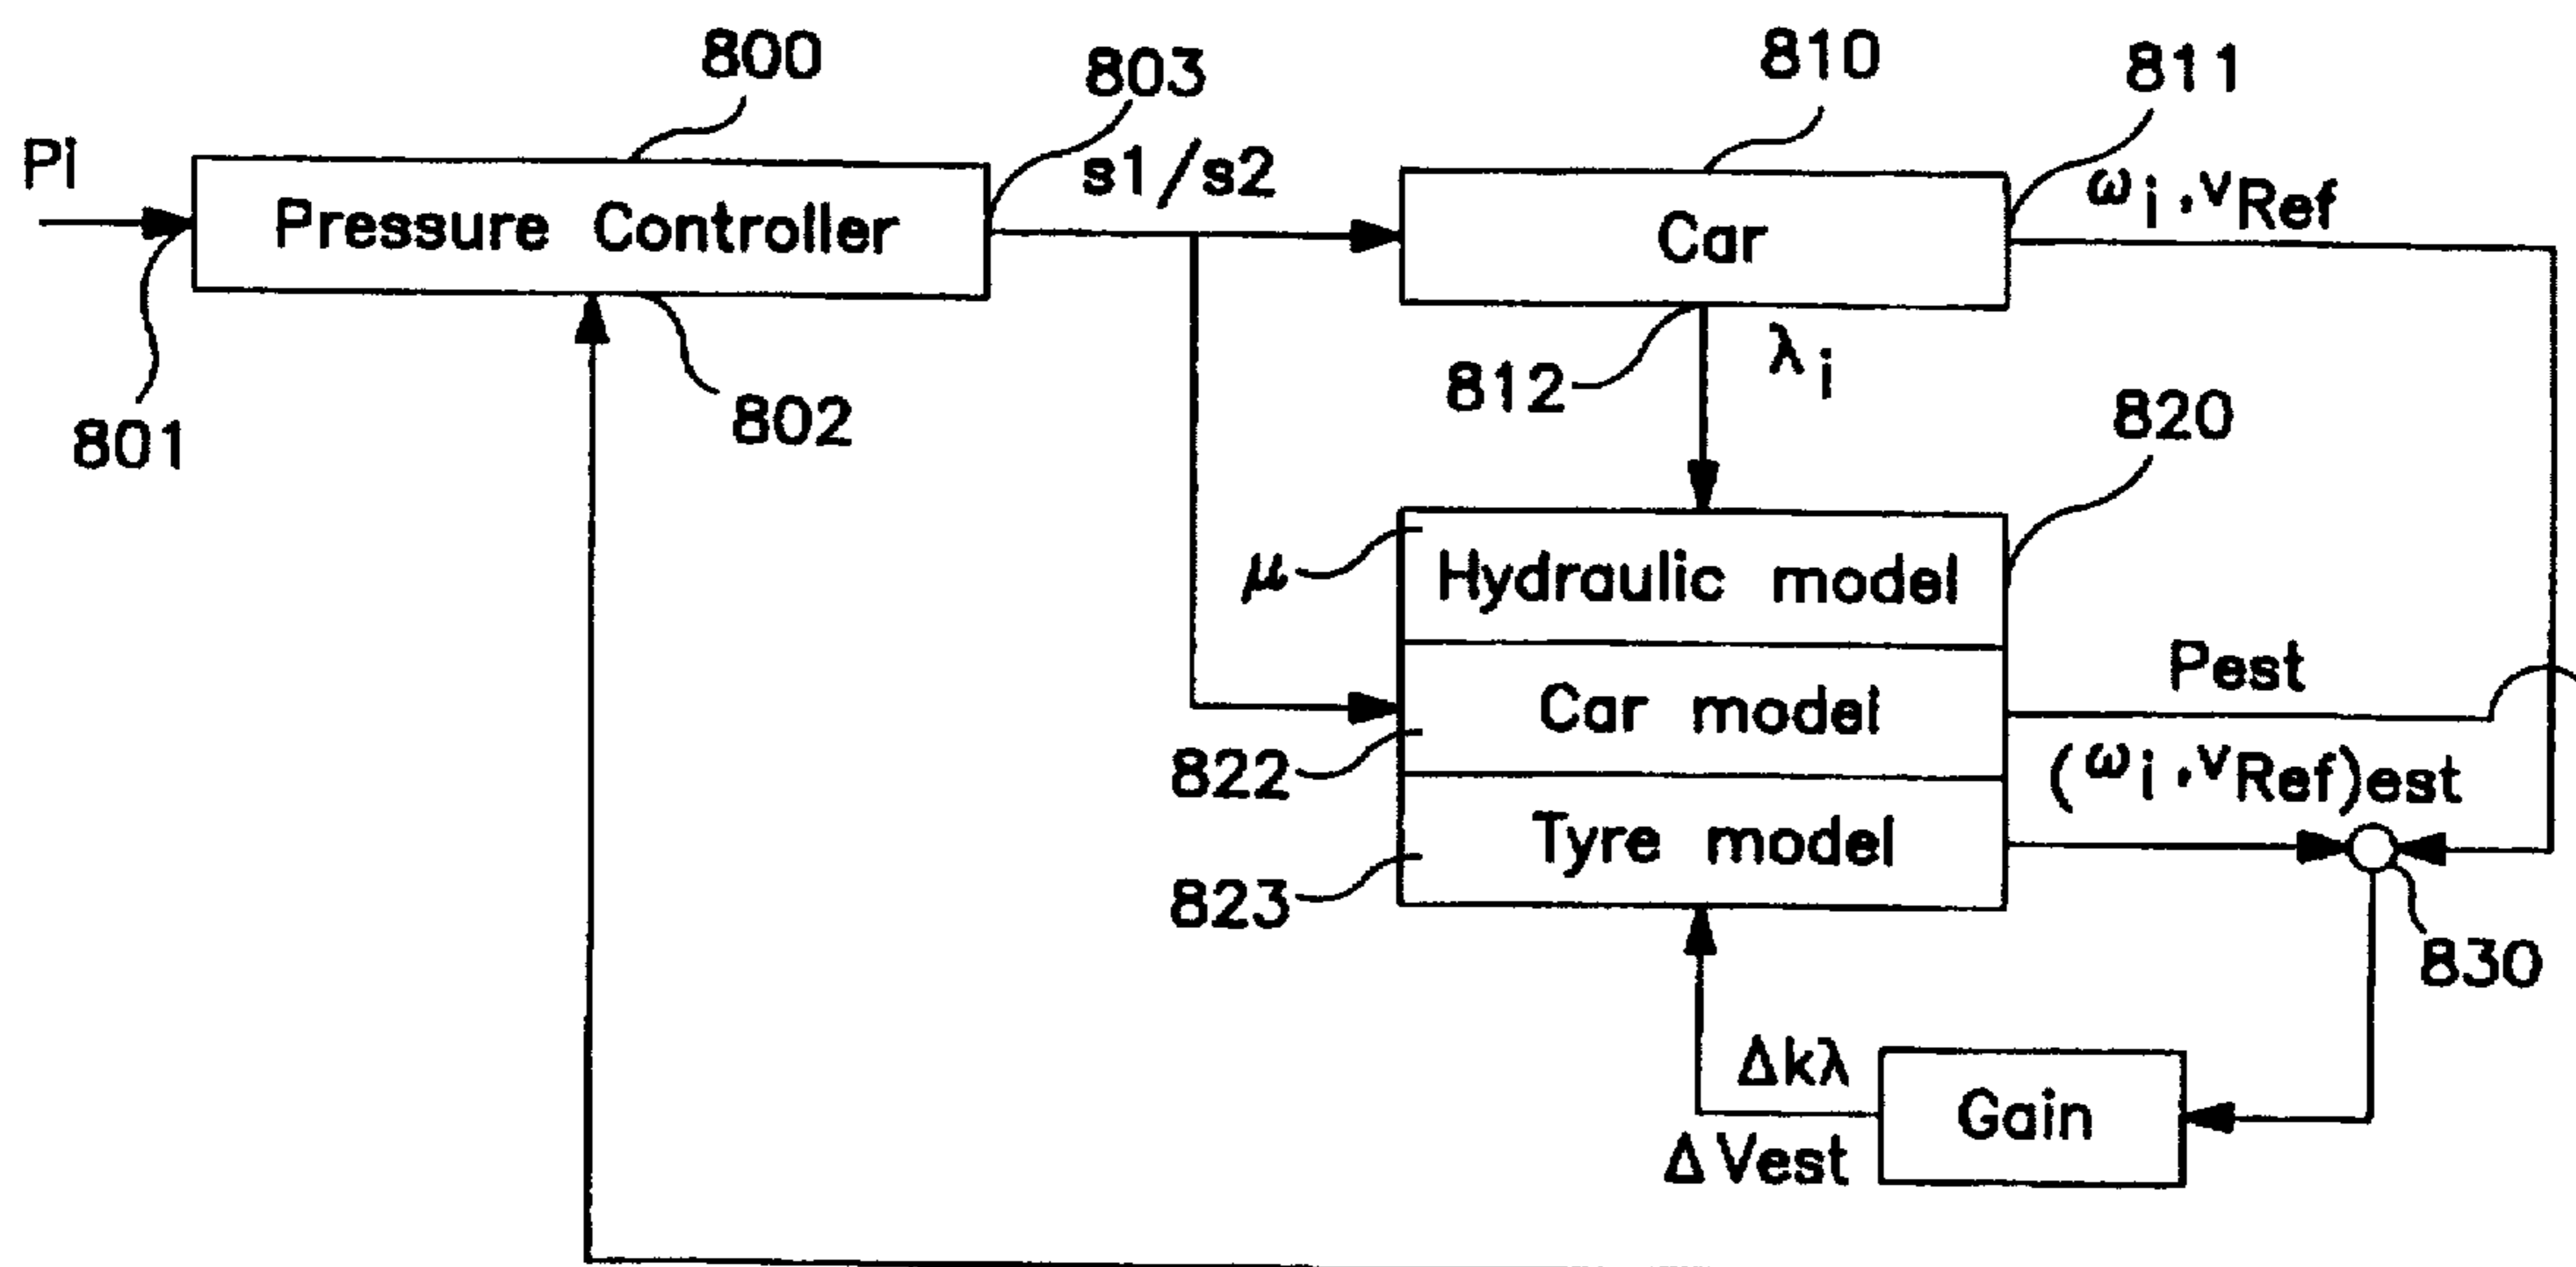 800
803
810
811
Pi
s1/s2
ωi,vRef
Pressure Controller
Car
801
802
812
λi
820
μ
Hydraulic model
Pest
Car model
822
(ωi,vRef)est
Tyre model
823
830
Δkλ
Gain
ΔVest